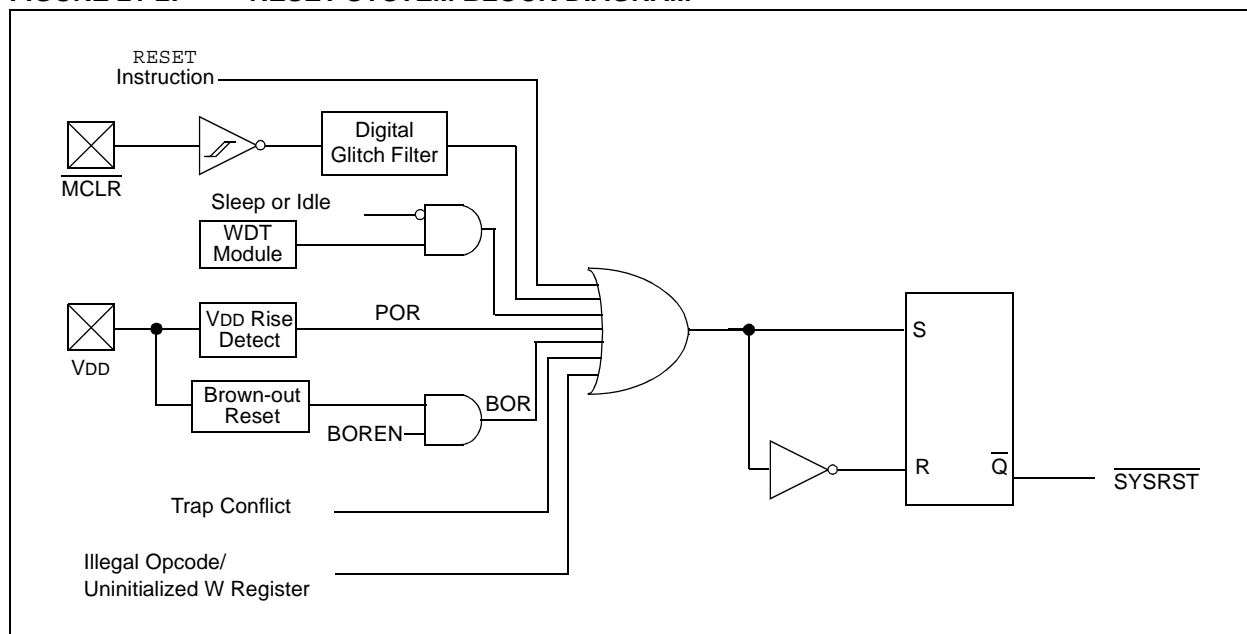 RESET
Instruction
Digital
Glitch Filter
MCLR
Sleep or Idle
WDT
Module
VDD Rise
Detect
POR
VDD
S
Brown-out
Reset
BOR
BOREN
R
Q
SYSRST
Trap Conflict
Illegal Opcode/
Uninitialized W Register